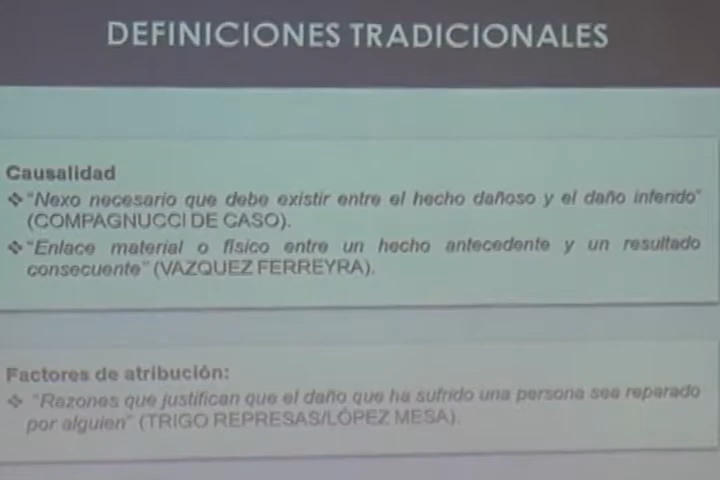 DEFINICIONES TRADICIONALES
Causalidad
❖"Nexo necesario que debe existir entre el hecho dañoso y el daño inferido"
(COMPAGNUCCI DE CASO).
❖"Enlace material o físico entre un hecho antecedente y un resultado
consecuente" (VAZQUEZ FERREYRA).
Factores de atribución:
❖ "Razones que justifican que el daño que ha sufrido una persona sea reparado
por alguien" (TRIGO REPRESAS/LÓPEZ MESA).